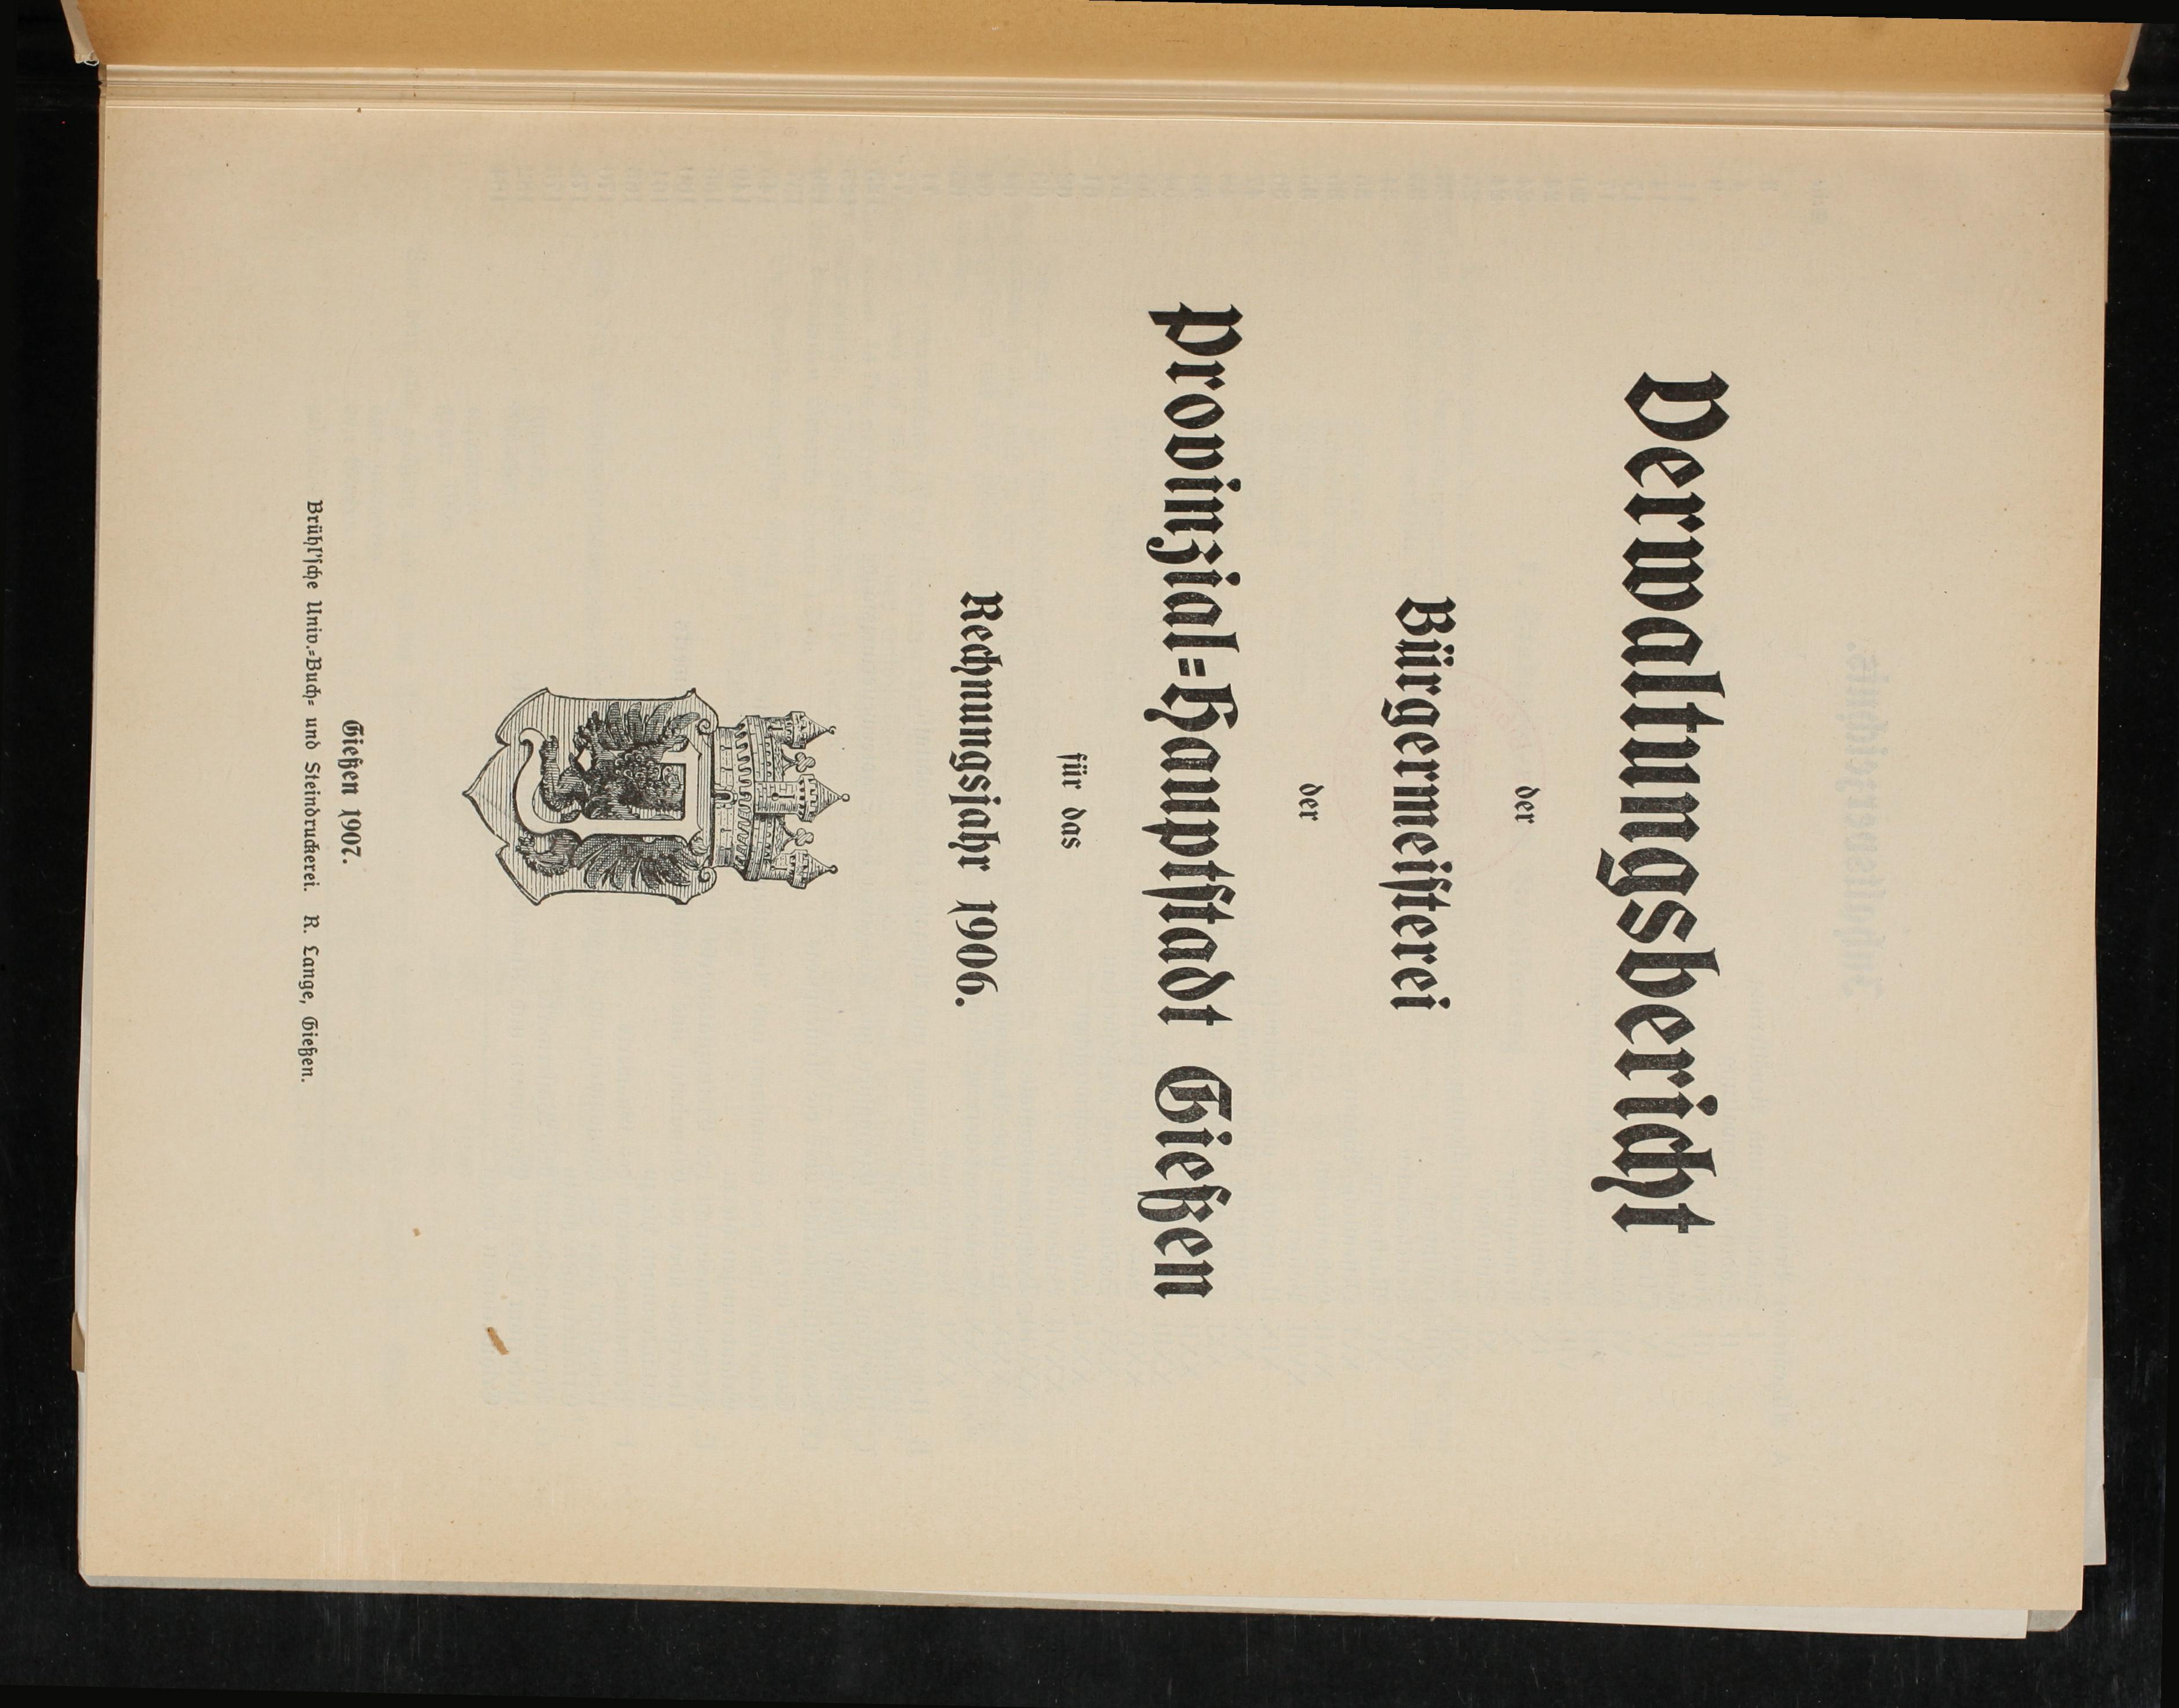 Verwaltungsbericht
der
Bürgermeisterei
der
Provinzial=Hauptstadt Gießen
für das
Rechnungsjahr 1906.
Gießen 1907.
Brühl'sche Univ.=Buch= und Steindruckerei. R. Lange, Gießen.